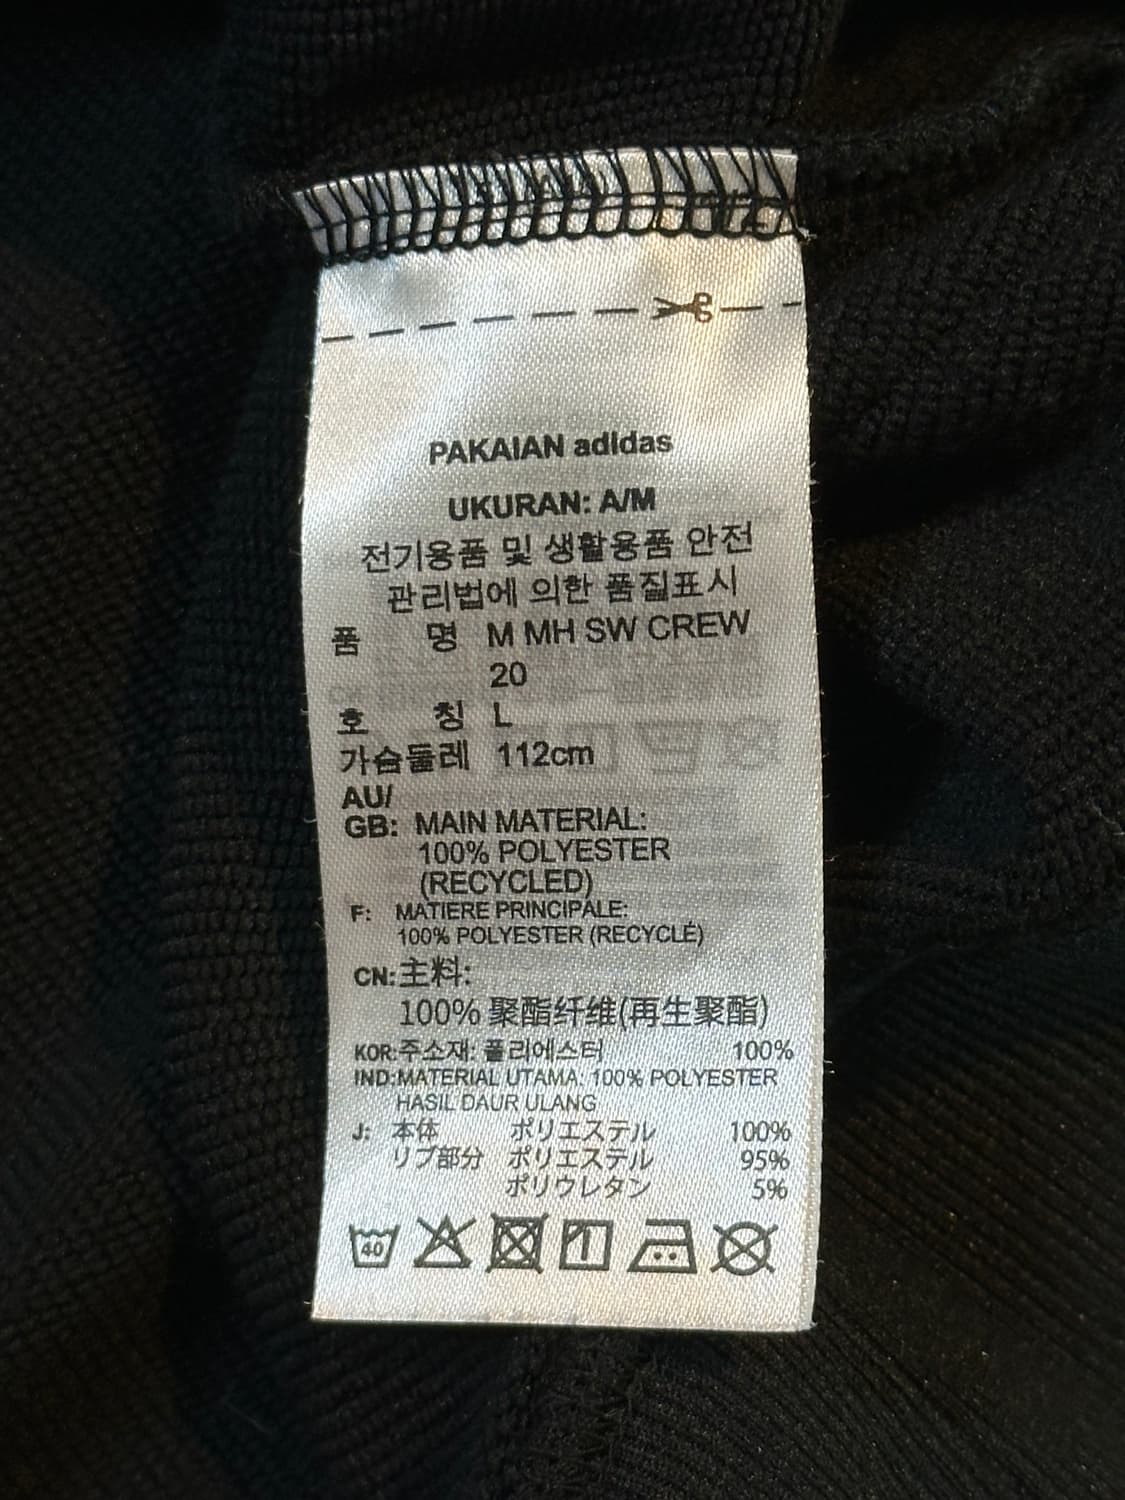 PAKAIAN adidas
UKURAN: A/M
전기용품 및 생활용품 안전
관리법에 의한 품질표시
품 명 M MH SW CREW
20
호 칭 L
가슴둘레 112cm
AU/
GB: MAIN MATERIAL:
100% POLYESTER
(RECYCLED)
F: MATIERE PRINCIPALE:
100% POLYESTER (RECYCLÉ)
CN:主料:
100% 聚酯纤维(再生聚酯)
KOR:주소재: 폴리에스터 100%
IND:MATERIAL UTAMA: 100% POLYESTER
HASIL DAUR ULANG
J: 本体 ポリエステル 100%
リブ部分 ポリエステル 95%
ポリウレタン 5%
40